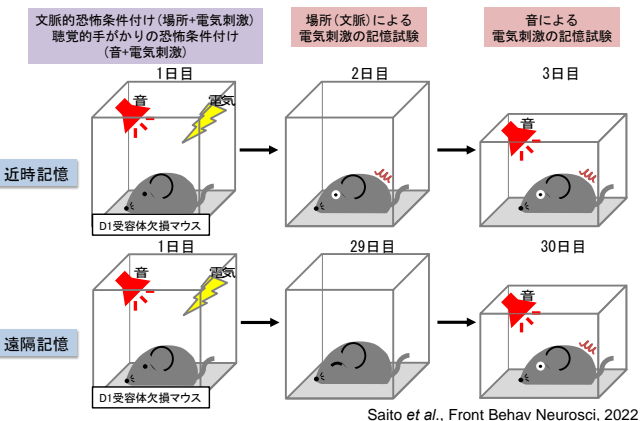 文脈的恐怖条件付け(場所+電気刺激)
聴覚的手がかりの恐怖条件付け
(音+電気刺激)
場所(文脈)による
電気刺激の記憶試験
音による
電気刺激の記憶試験
1日目
2日目
3日目
音
電気
音
近時記憶
D1受容体欠損マウス
1日目
29日目
30日目
音
電気
音
遠隔記憶
D1受容体欠損マウス
Saito et al., Front Behav Neurosci, 2022